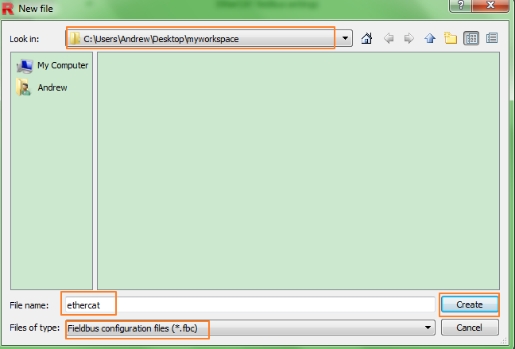 New file
Look in:
C:\Users\Andrew\Desktop\myworkspace
My Computer
Andrew
File name:
ethercat
Create
Files of type:
Fieldbus configuration files (*.fbc)
Cancel